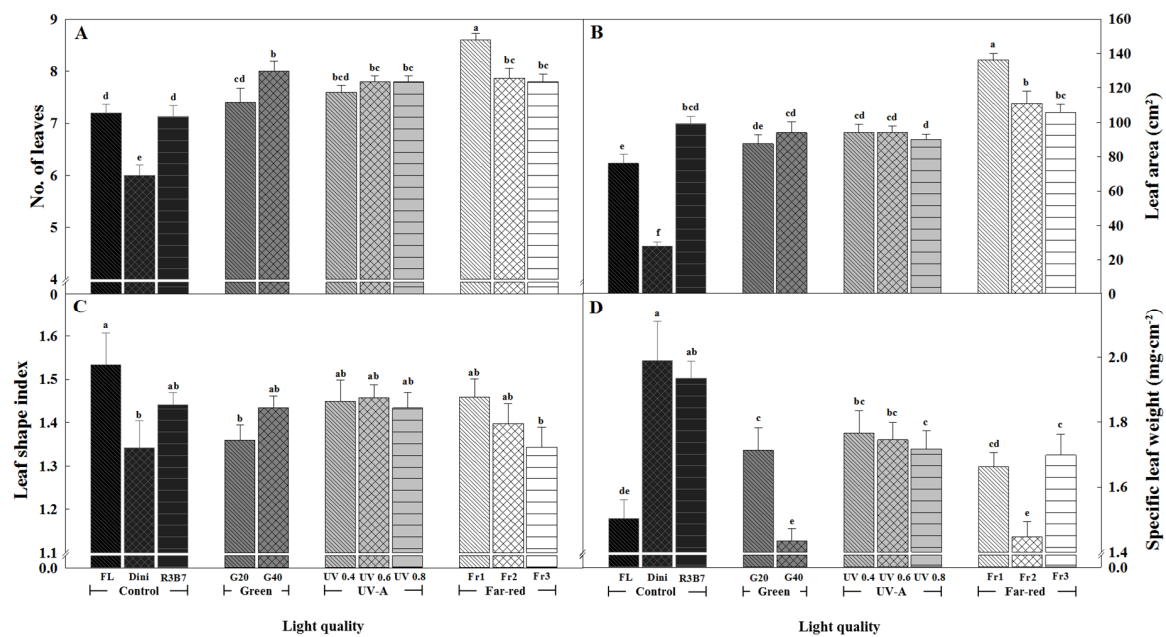 A
No. of leaves
9
8
7
6
5
4
0
d
e
d
cd
b
bcd
bc
bc
a
bc
bc
B
Leaf area (cm²)
160
140
120
100
80
60
40
20
0
e
f
bcd
de
cd
cd
cd
d
a
b
bc
C
Leaf shape index
1.6
1.5
1.4
1.3
1.2
1.1
0.0
a
b
ab
b
ab
ab
ab
ab
ab
ab
b
FL Dini R3B7 G20 G40 UV 0.4 UV 0.6 UV 0.8 Fr1 Fr2 Fr3
Control Green UV-A Far-red
Light quality
D
Specific leaf weight (mg·cm⁻²)
2.0
1.8
1.6
1.4
0.0
de
a
ab
c
e
bc
bc
c
cd
e
c
FL Dini R3B7 G20 G40 UV 0.4 UV 0.6 UV 0.8 Fr1 Fr2 Fr3
Control Green UV-A Far-red
Light quality